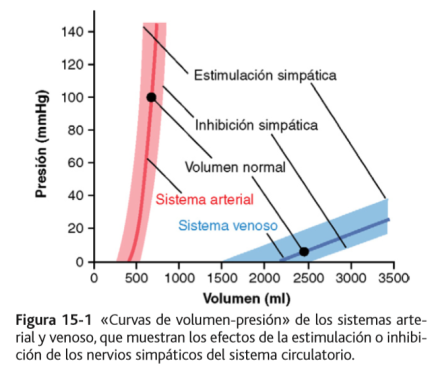 140
120
100
80
60
40
20
0
Presión (mmHg)
Estimulación simpática
Inhibición simpática
Volumen normal
Sistema arterial
Sistema venoso
0 500 1000 1500 2000 2500 3000 3500
Volumen (ml)
Figura 15-1 «Curvas de volumen-presión» de los sistemas arte-
rial y venoso, que muestran los efectos de la estimulación o inhibi-
ción de los nervios simpáticos del sistema circulatorio.